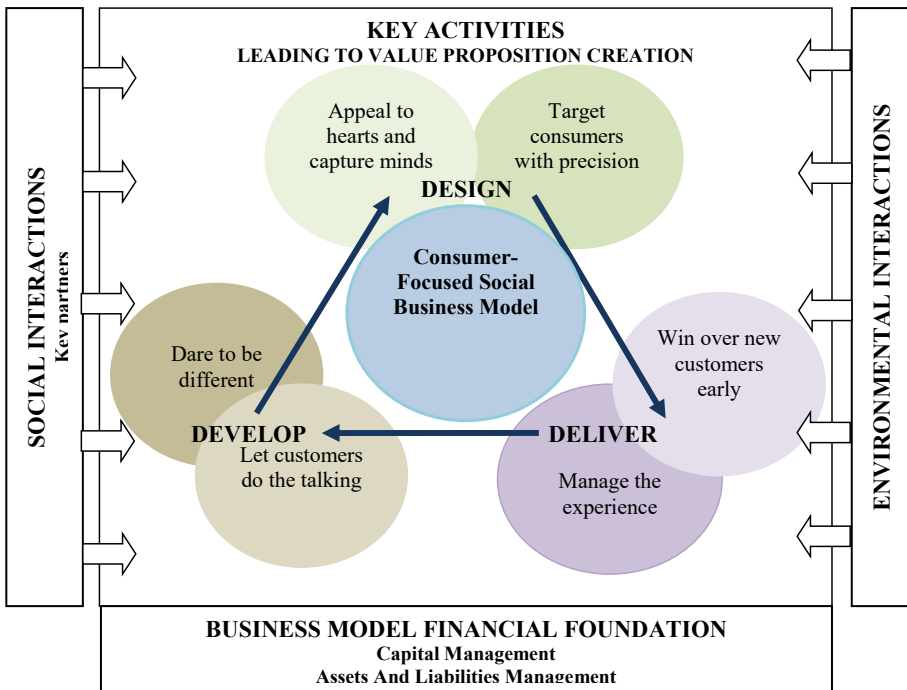 KEY ACTIVITIES
LEADING TO VALUE PROPOSITION CREATION
SOCIAL INTERACTIONS
Key partners
ENVIRONMENTAL INTERACTIONS
Appeal to
hearts and
capture minds
Target
consumers
with precision
DESIGN
Consumer-
Focused Social
Business Model
Dare to be
different
Win over new
customers
early
DEVELOP
DELIVER
Let customers
do the talking
Manage the
experience
BUSINESS MODEL FINANCIAL FOUNDATION
Capital Management
Assets And Liabilities Management